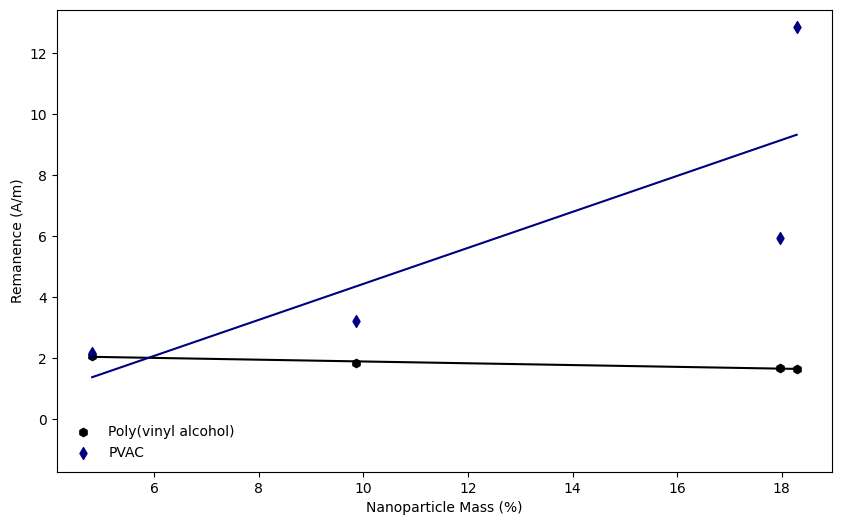 12
10
8
6
4
2
0
Remanence (A/m)
Poly(vinyl alcohol)
PVAC
6 8 10 12 14 16 18
Nanoparticle Mass (%)